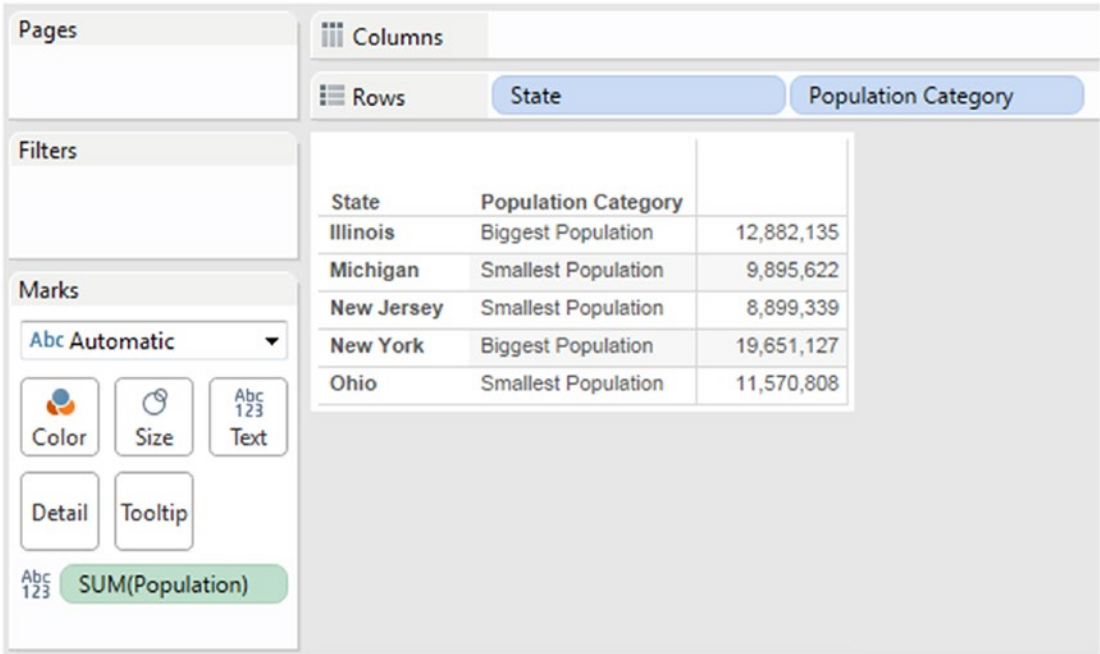 Pages
Columns
Rows State Population Category
Filters
State Population Category
Illinois Biggest Population 12,882,135
Michigan Smallest Population 9,895,622
New Jersey Smallest Population 8,899,339
New York Biggest Population 19,651,127
Ohio Smallest Population 11,570,808
Marks
Abc Automatic
Abc
123
Color Size Text
Detail Tooltip
Abc
123 SUM(Population)